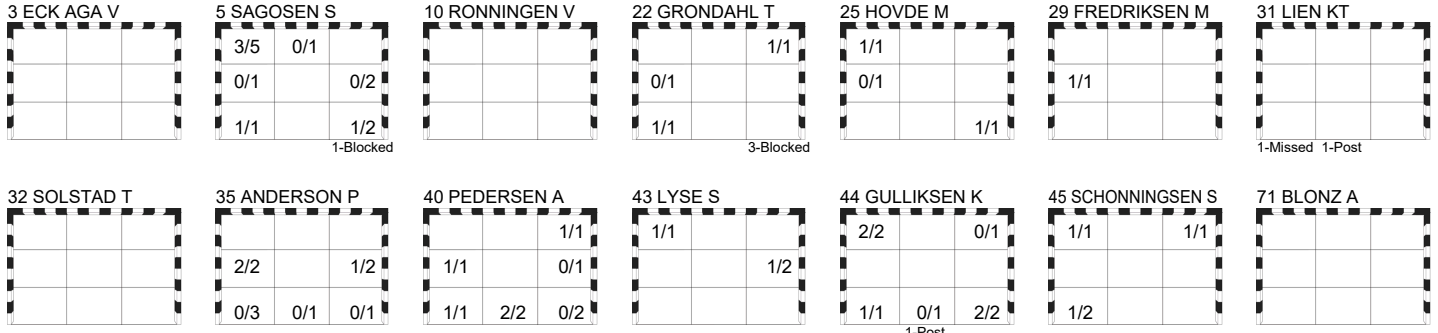 3 ECK AGA V 5 SAGOSEN S 10 RONNINGEN V 22 GRONDAHL T 25 HOVDE M 29 FREDRIKSEN M 31 LIEN KT
3/5 0/1 1/1 1/1
0/1 0/2 0/1 0/1 1/1
1/1 1/2 1/1 1/1
1-Blocked 3-Blocked 1-Missed 1-Post
32 SOLSTAD T 35 ANDERSON P 40 PEDERSEN A 43 LYSE S 44 GULLIKSEN K 45 SCHONNINGSEN S 71 BLONZ A
1/1 1/1 2/2 0/1 1/1 1/1
2/2 1/2 1/1 0/1 1/2
0/3 0/1 0/1 1/1 2/2 0/2 1/1 0/1 2/2 1/2
1-Post